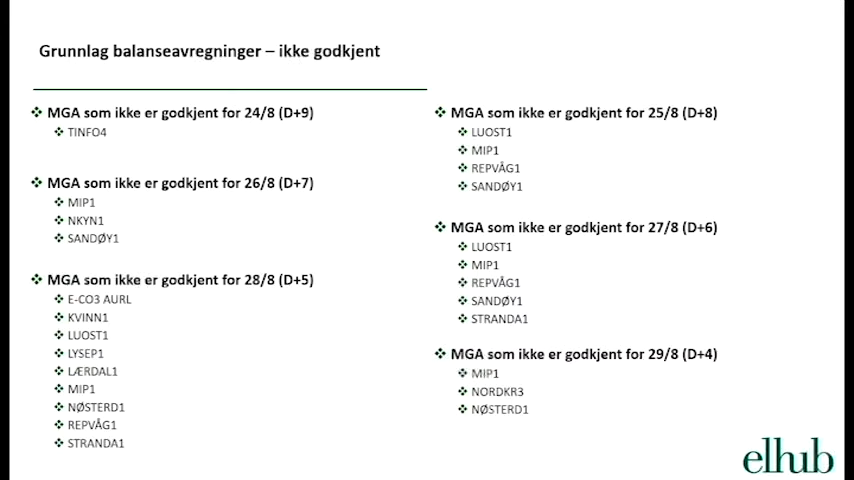 Grunnlag balanseavregninger – ikke godkjent
MGA som ikke er godkjent for 24/8 (D+9)
TINFO4
MGA som ikke er godkjent for 26/8 (D+7)
MIP1
NKYN1
SANDØY1
MGA som ikke er godkjent for 28/8 (D+5)
E-CO3 AURL
KVINN1
LUOST1
LYSEP1
LÆRDAL1
MIP1
NØSTERD1
REPVÅG1
STRANDA1
MGA som ikke er godkjent for 25/8 (D+8)
LUOST1
MIP1
REPVÅG1
SANDØY1
MGA som ikke er godkjent for 27/8 (D+6)
LUOST1
MIP1
REPVÅG1
SANDØY1
STRANDA1
MGA som ikke er godkjent for 29/8 (D+4)
MIP1
NORDKR3
NØSTERD1
elhub